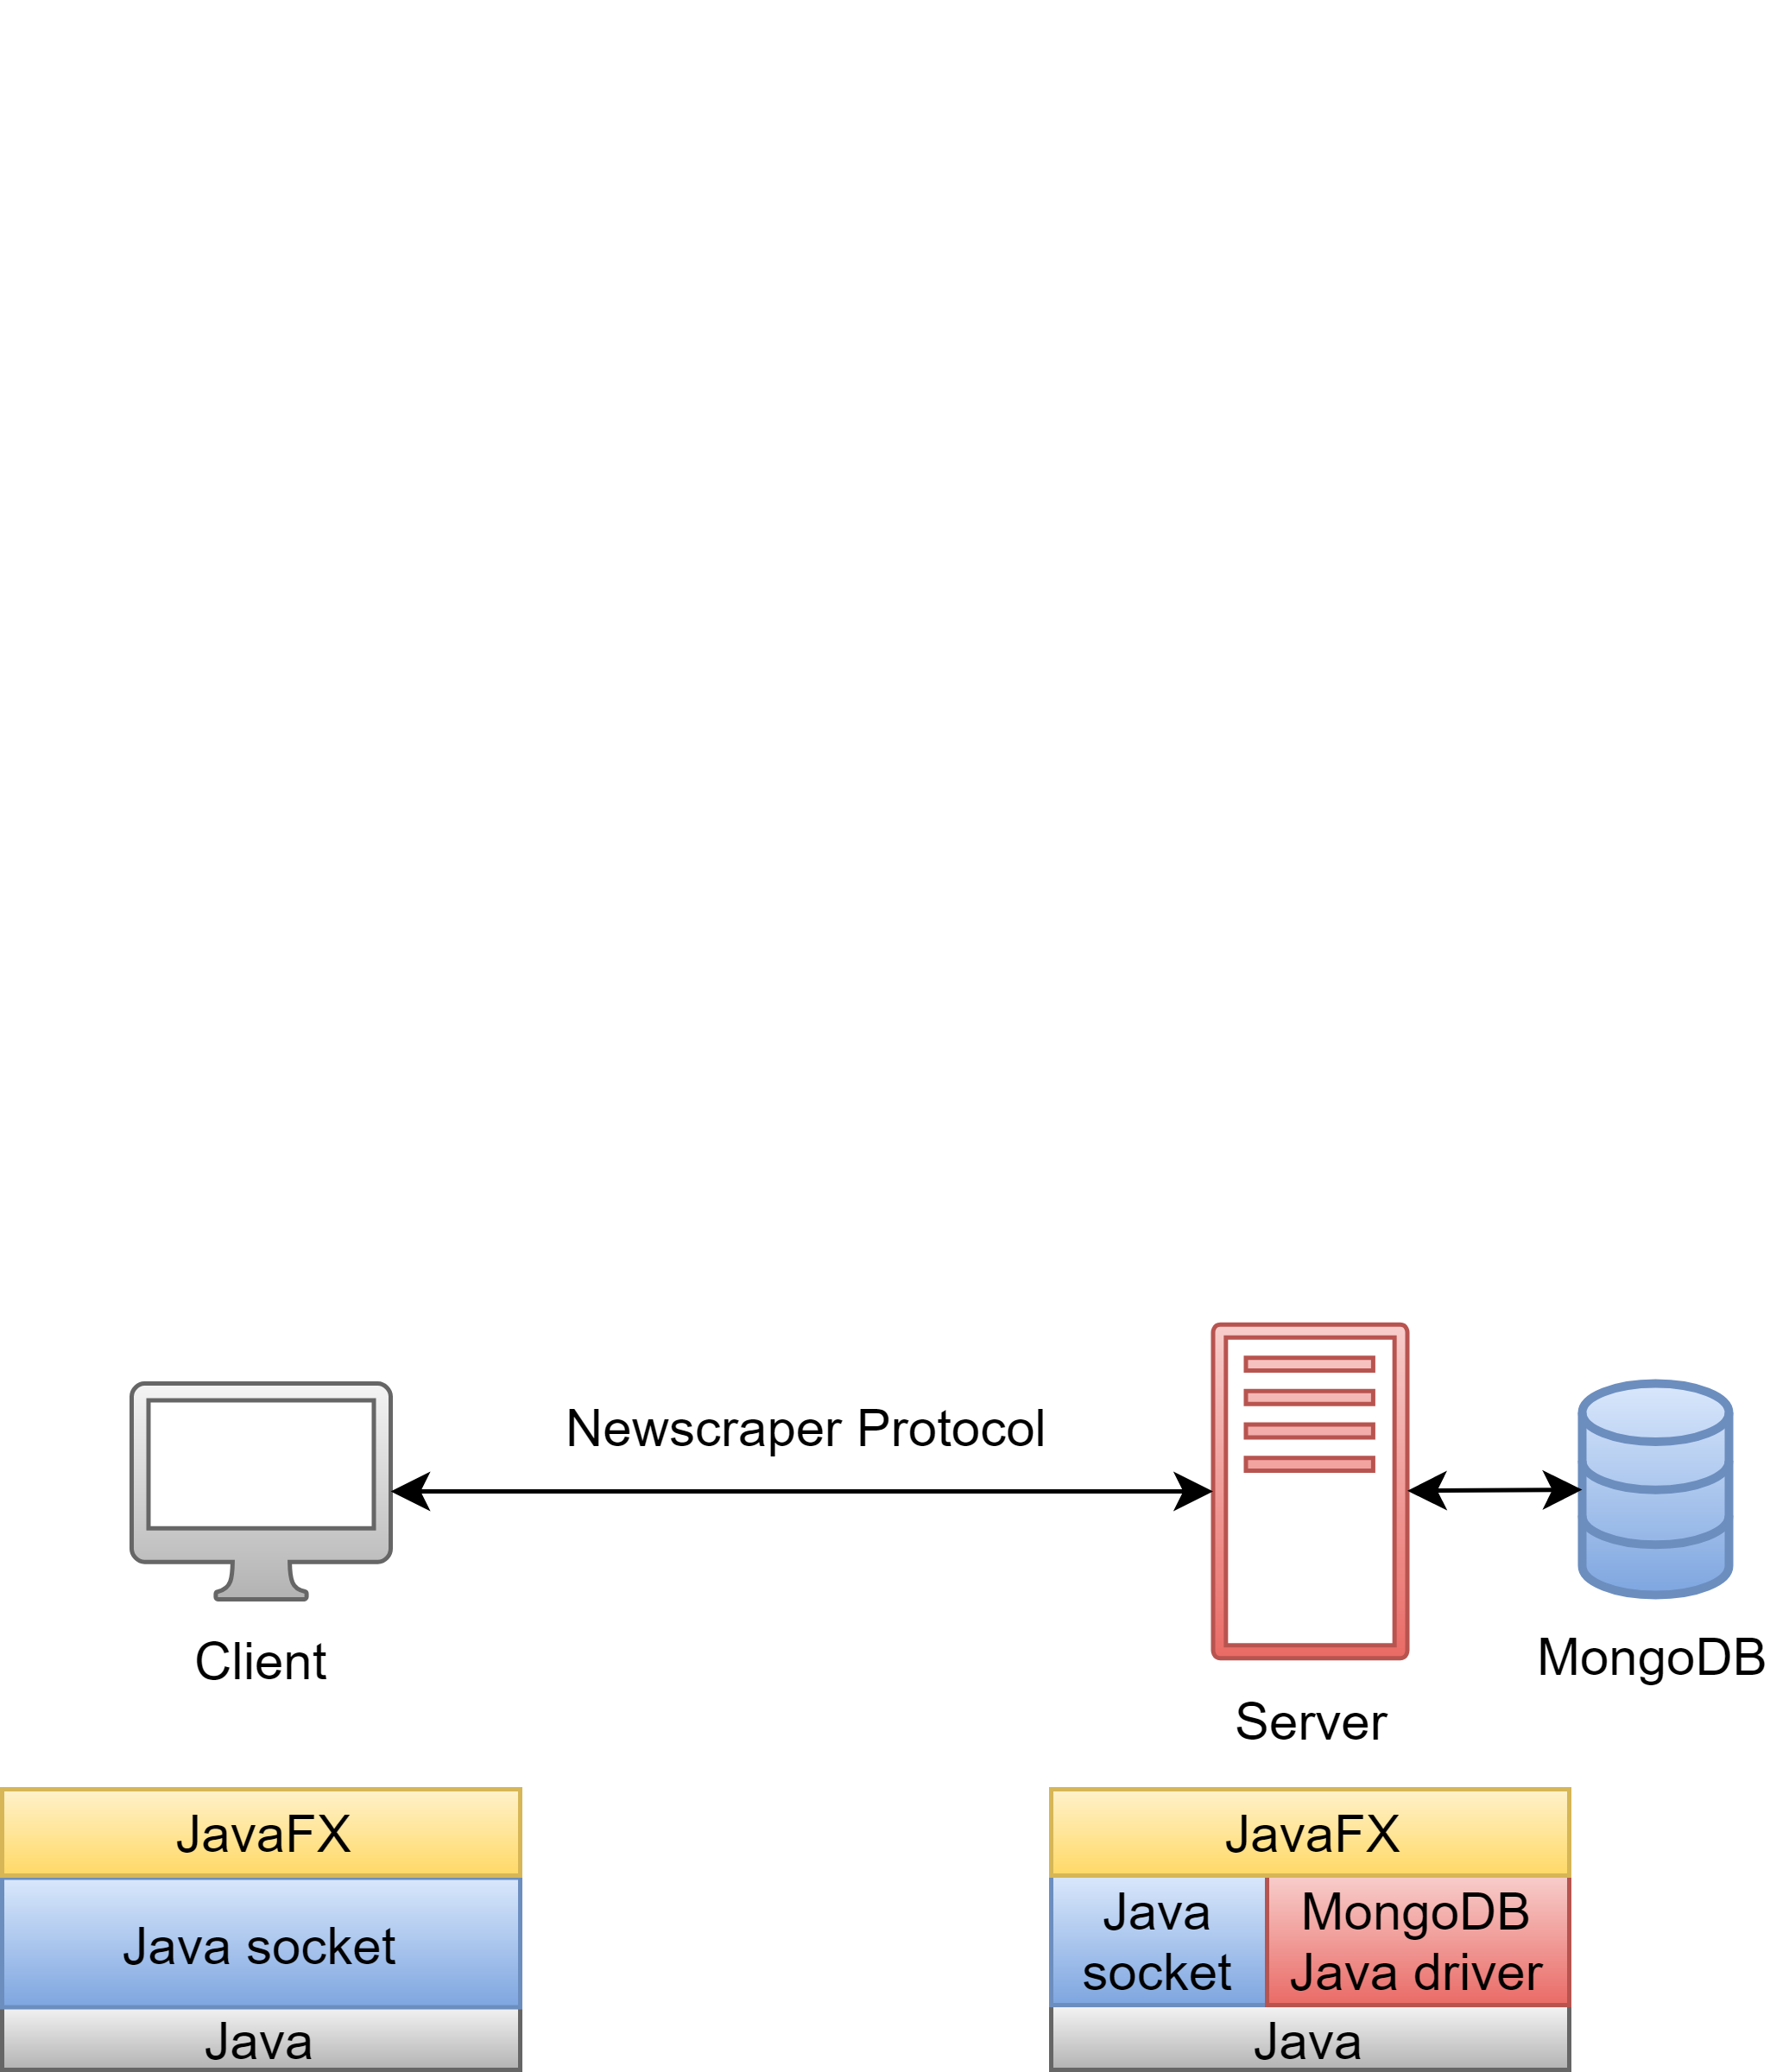 Newscraper Protocol
Client
MongoDB
Server
JavaFX
Java socket
Java
JavaFX
Java
socket
MongoDB
Java driver
Java